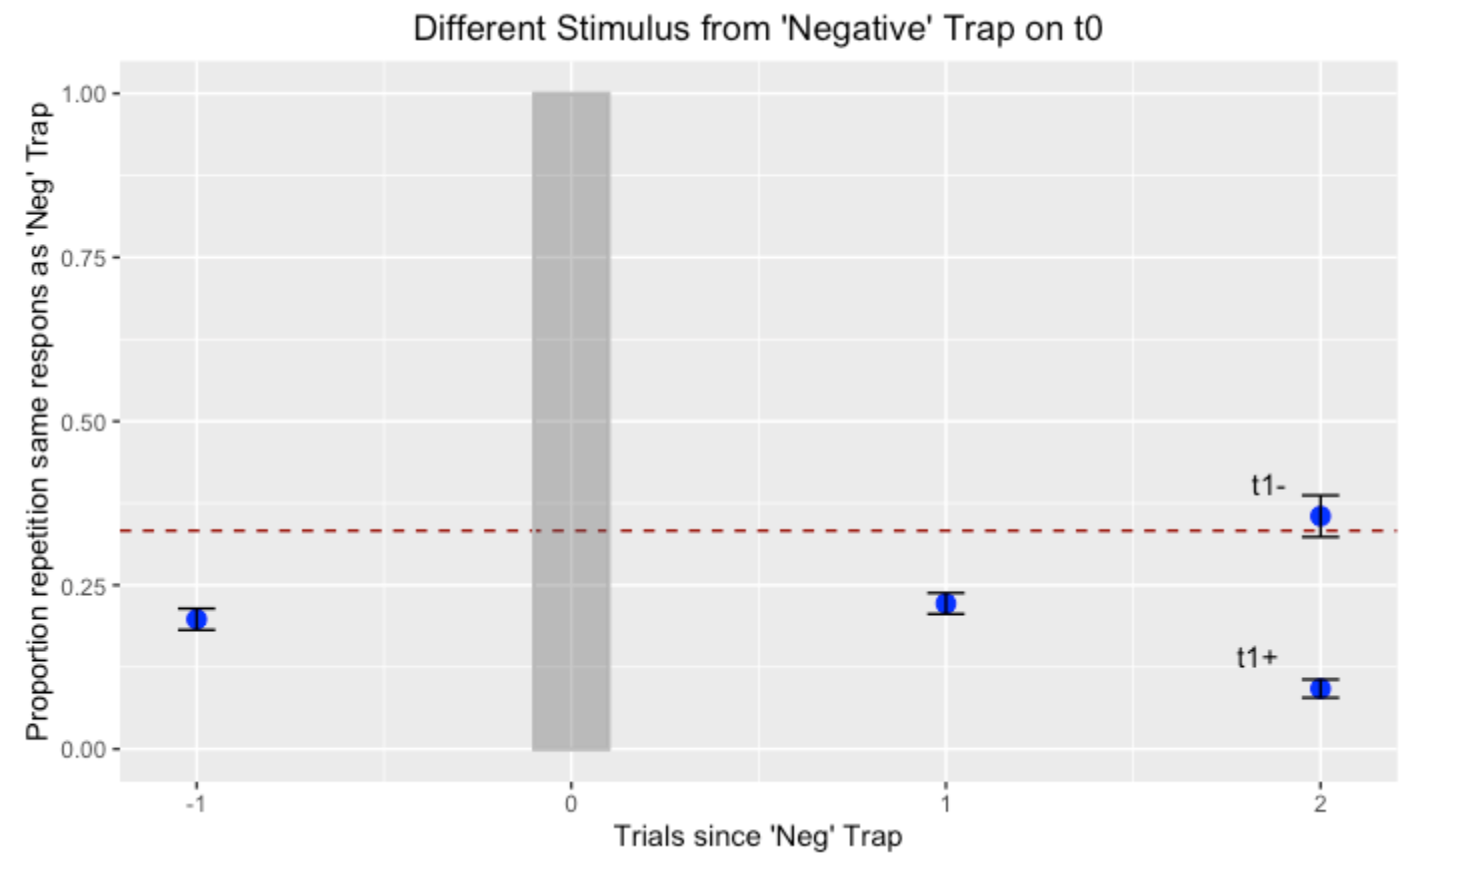 Different Stimulus from 'Negative' Trap on t0
Proportion repetition same respons as 'Neg' Trap
1.00
0.75
0.50
0.25
0.00
t1-
t1+
-1
0
1
2
Trials since 'Neg' Trap